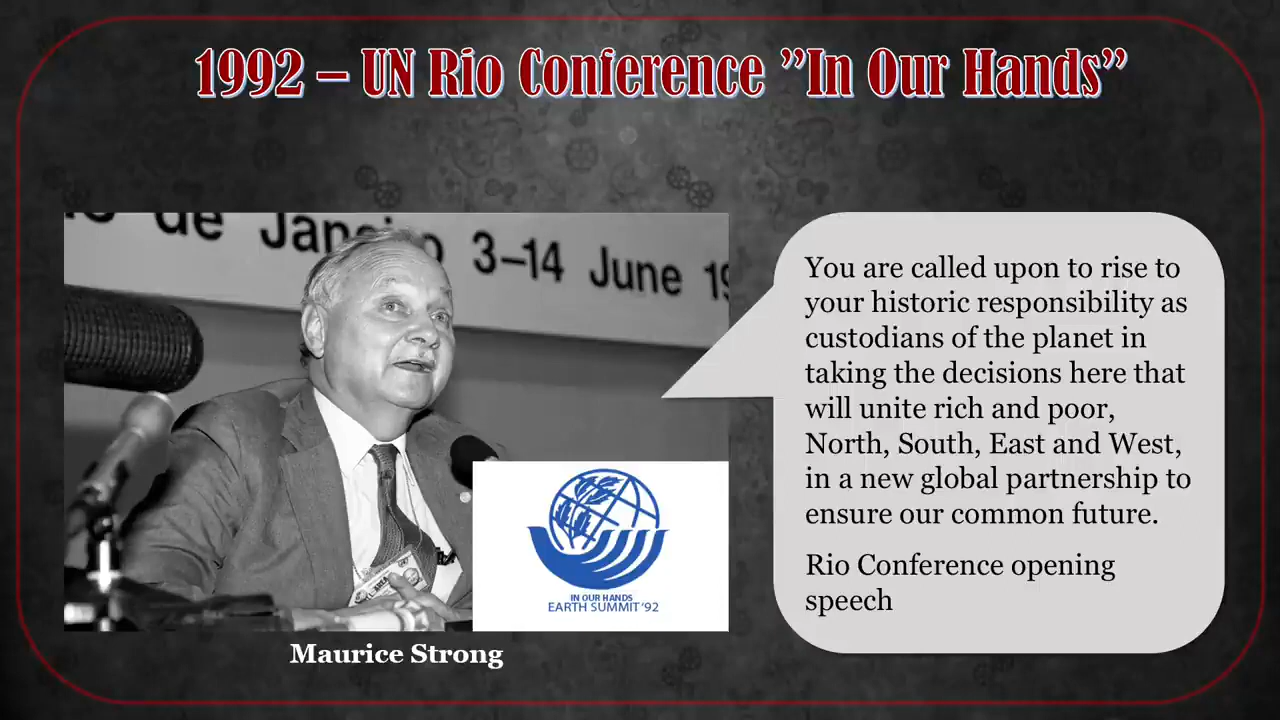 1992 – UN Rio Conference ”In Our Hands”
de Janeiro 3–14 June 19
You are called upon to rise to
your historic responsibility as
custodians of the planet in
taking the decisions here that
will unite rich and poor,
North, South, East and West,
in a new global partnership to
ensure our common future.
Rio Conference opening
speech
IN OUR HANDS
EARTH SUMMIT '92
Maurice Strong